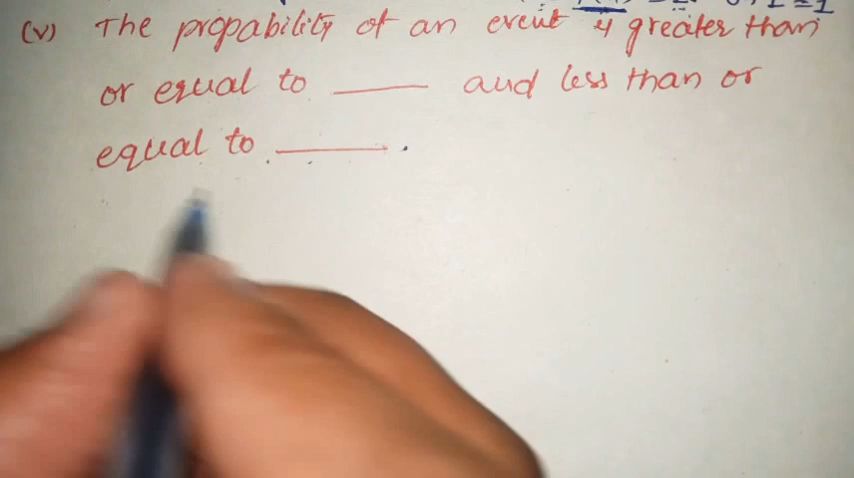 (v) The propability of an event is greater than
or equal to ____ and less than or
equal to ____ .